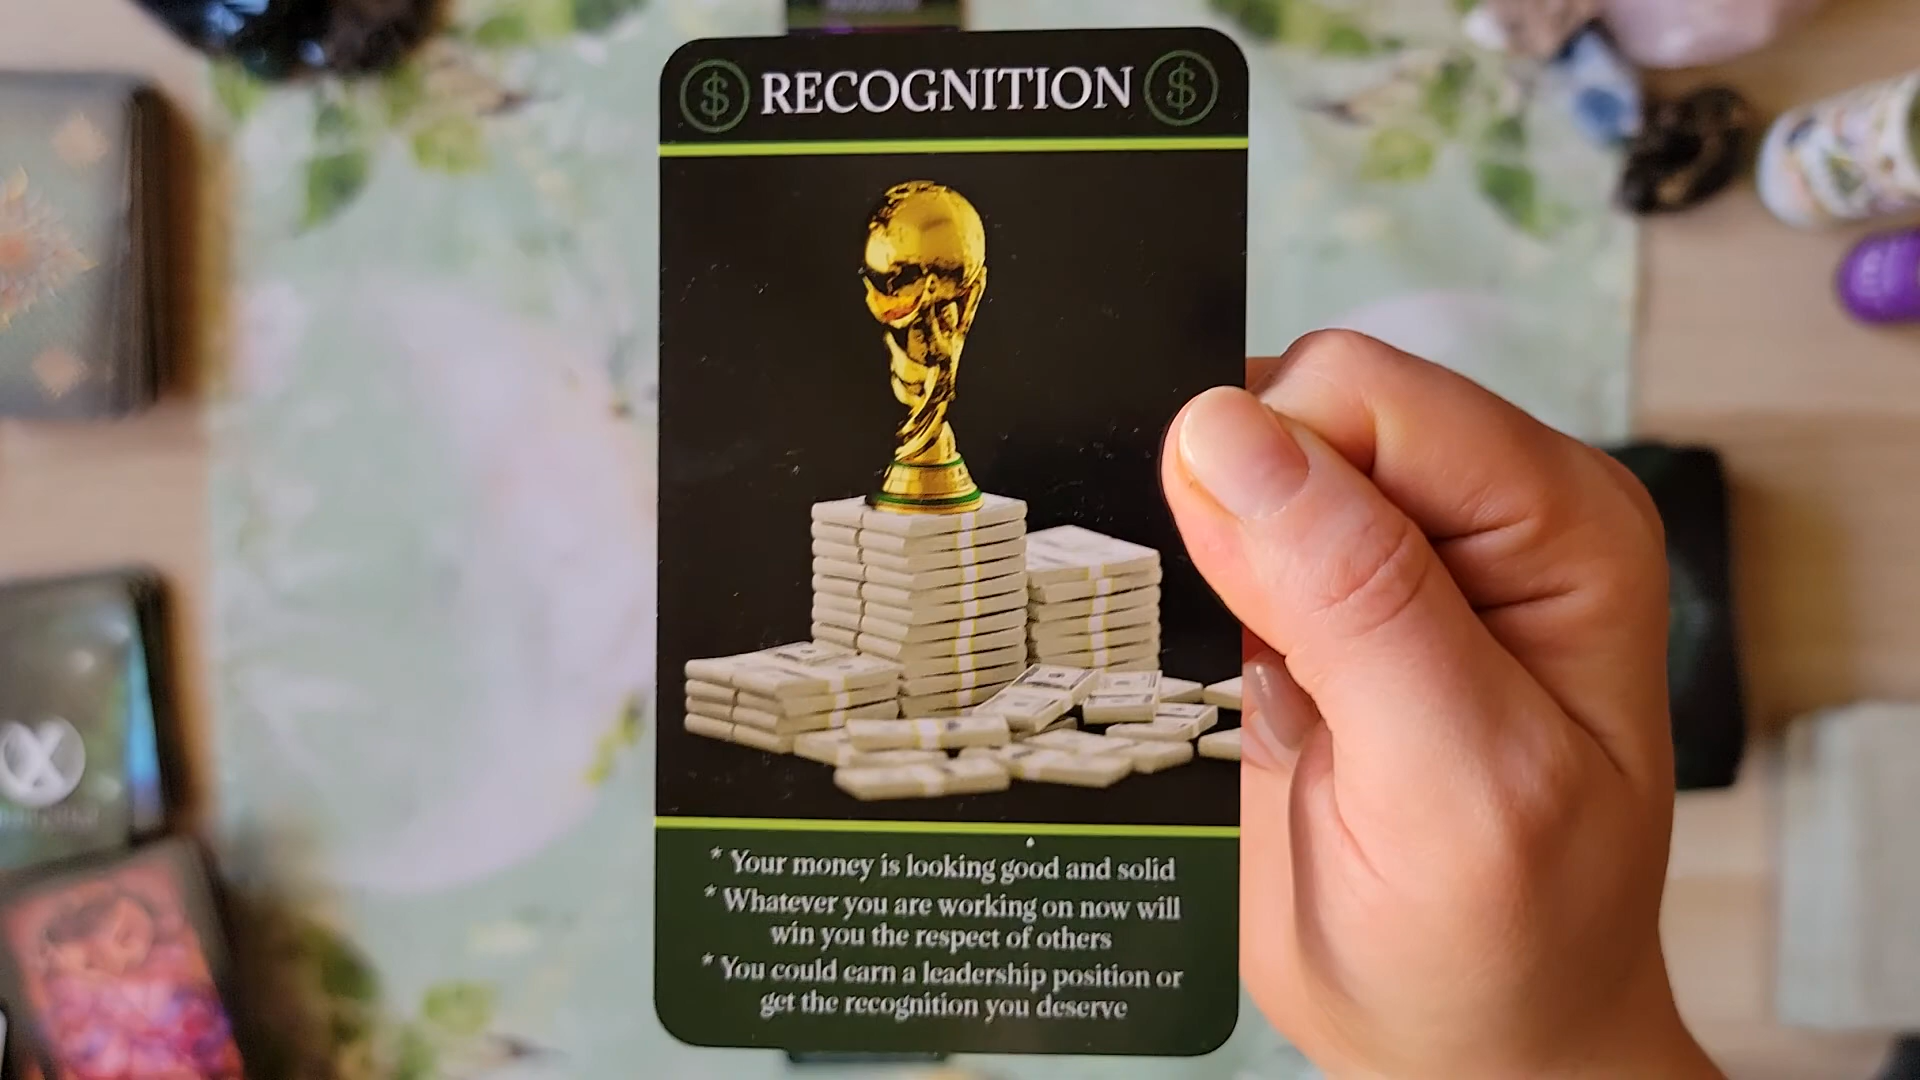 $ RECOGNITION $
* Your money is looking good and solid
* Whatever you are working on now will
win you the respect of others
* You could earn a leadership position or
get the recognition you deserve